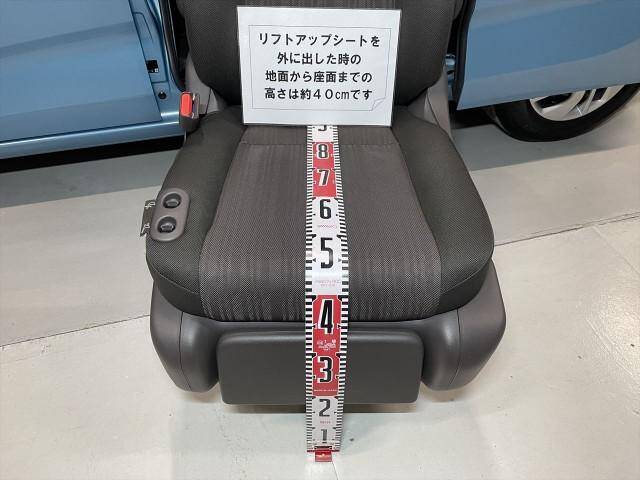 リフトアップシートを
外に出した時の
地面から座面までの
高さは約40cmです
8
7
6
5
4
3
2
1